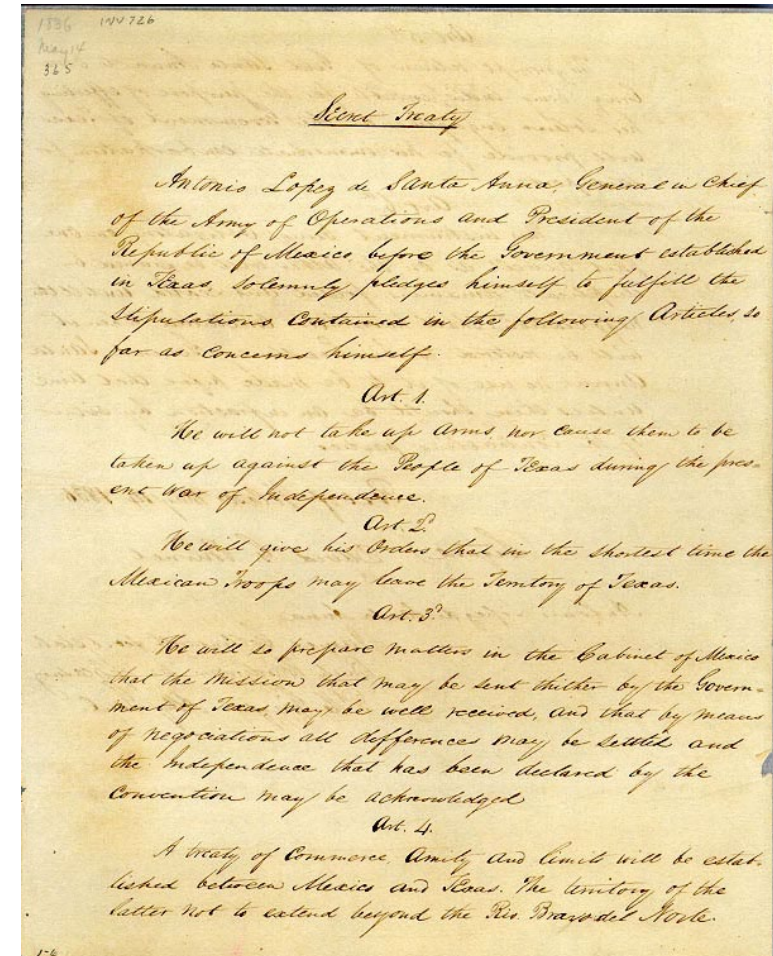 1836 INV 726
May 14
365
Secret Treaty
Antonio Lopez de Santa Anna, General in Chief
of the Army of Operations and President of the
Republic of Mexico, before the Government established
in Texas, solemnly pledges himself to fulfill the
Stipulations Contained in the following Articles, so
far as concerns himself.
Art. 1.
He will not take up arms, nor cause them to be
taken up against the People of Texas during the pres-
ent War of Independence.
Art. 2d.
He will give his Orders that in the shortest time the
Mexican Troops may leave the Territory of Texas.
Art. 3d.
He will so prepare matters in the Cabinet of Mexico
that the Mission that may be sent thither by the Govern-
ment of Texas may be well received, and that by means
of negociations all differences may be settled and
the Independence that has been declared by the
Convention may be acknowledged
Art. 4.
A treaty of Commerce, Amity and limits will be estab-
lished between Mexico and Texas. The territory of the
latter not to extend beyond the Rio Bravo del Norte.